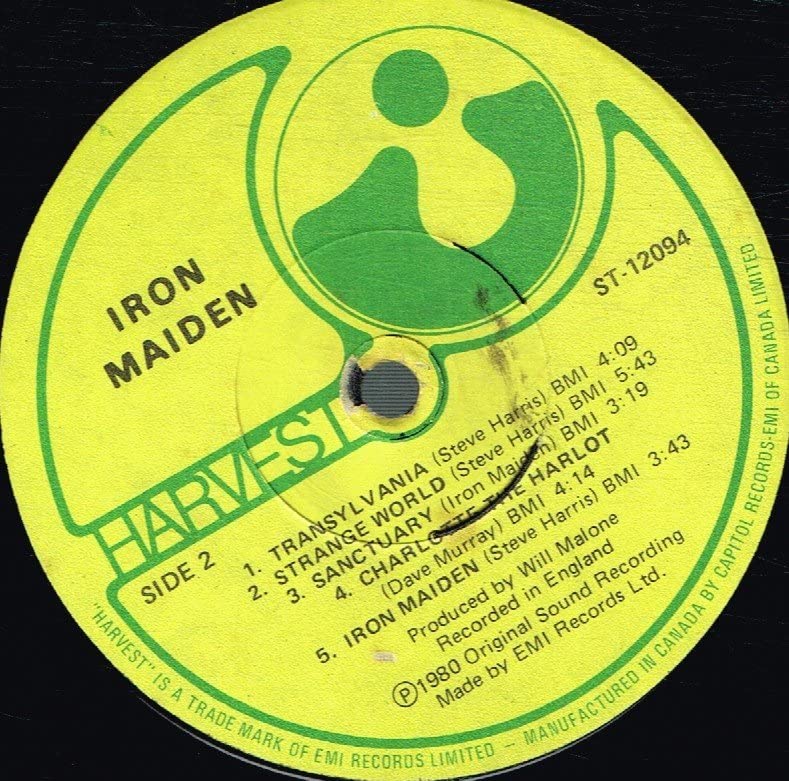 IRON
MAIDEN
ST-12094
HARVEST
SIDE 2
1. TRANSYLVANIA (Steve Harris) BMI 4:09
2. STRANGE WORLD (Steve Harris) BMI 5:43
3. SANCTUARY (Iron Maiden) BMI 3:19
4. CHARLOTTE THE HARLOT
(Dave Murray) BMI 4:14
5. IRON MAIDEN (Steve Harris) BMI 3:43
Produced by Will Malone
Recorded in England
Ⓟ1980 Original Sound Recording
Made by EMI Records Ltd.
"HARVEST" IS A TRADE MARK OF EMI RECORDS LIMITED – MANUFACTURED IN CANADA BY CAPITOL RECORDS-EMI OF CANADA LIMITED